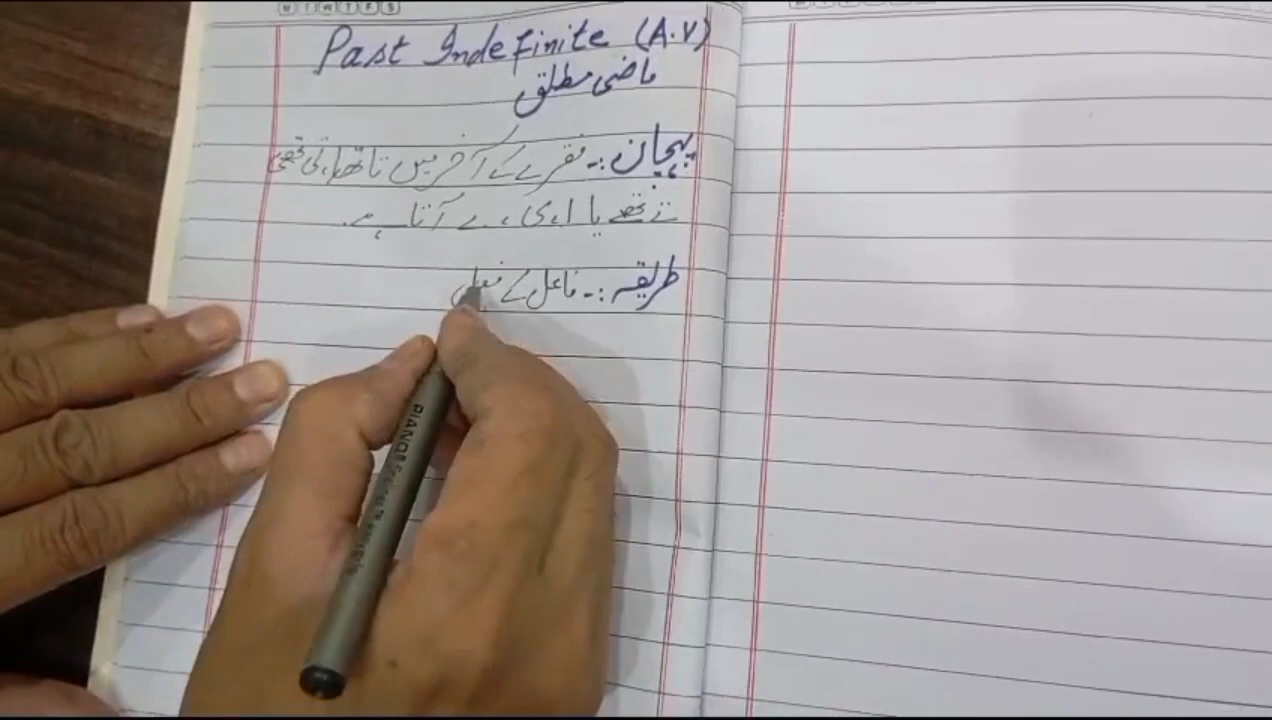 M T W T F S
Past Indefinite (A.V)
ماضی مطلق
پہچان :۔ فقرے کے آخر میں تا تھا، تی تھی
تے تھے یا ا، ی، ے آتا ہے۔
طریقہ :۔ فاعل کے
PIANO